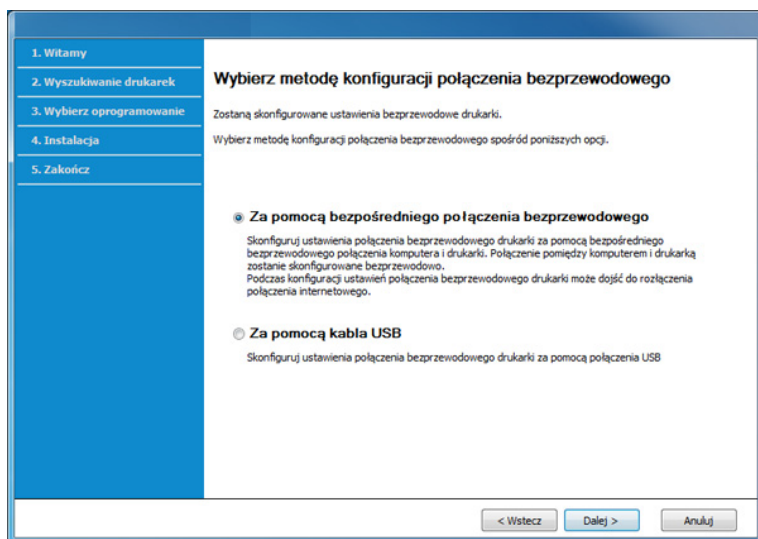 1. Witamy
2. Wyszukiwanie drukarek
3. Wybierz oprogramowanie
4. Instalacja
5. Zakończ
Wybierz metodę konfiguracji połączenia bezprzewodowego
Zostaną skonfigurowane ustawienia bezprzewodowe drukarki.
Wybierz metodę konfiguracji połączenia bezprzewodowego spośród poniższych opcji.
Za pomocą bezpośredniego połączenia bezprzewodowego
Skonfiguruj ustawienia połączenia bezprzewodowego drukarki za pomocą bezpośredniego
bezprzewodowego połączenia komputera i drukarki. Połączenie pomiędzy komputerem i drukarką
zostanie skonfigurowane bezprzewodowo.
Podczas konfiguracji ustawień połączenia bezprzewodowego drukarki może dojść do rozłączenia
połączenia internetowego.
Za pomocą kabla USB
Skonfiguruj ustawienia połączenia bezprzewodowego drukarki za pomocą połączenia USB
< Wstecz Dalej > Anuluj